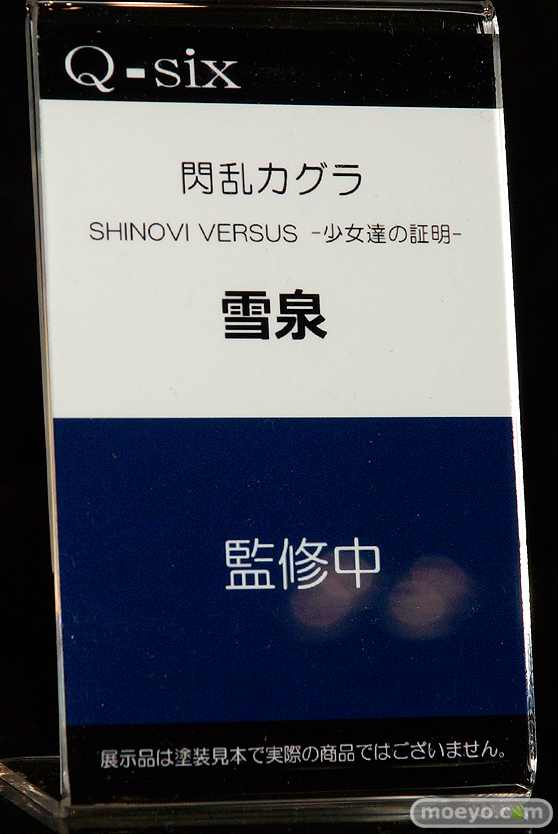 Q-six
閃乱カグラ
SHINOVI VERSUS -少女達の証明-
雪泉
監修中
展示品は塗装見本で実際の商品ではございません。
moeyo.com